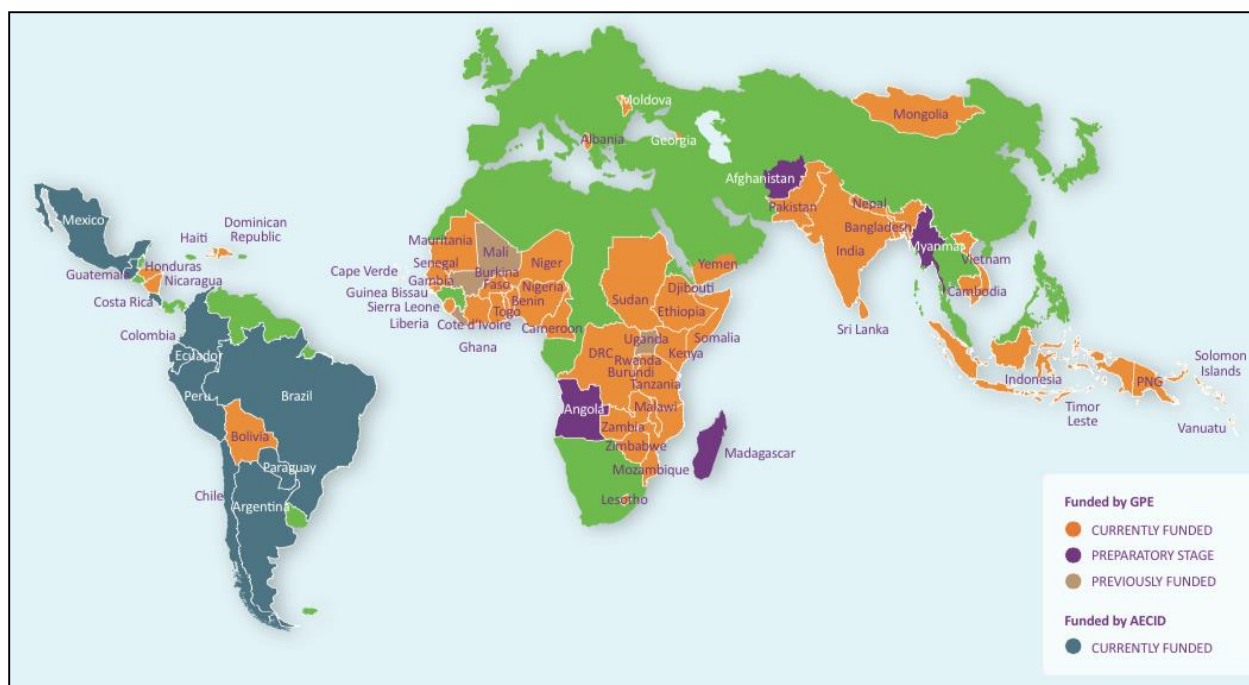 Moldova
Mongolia
Albania
Georgia
Afghanistan
Mexico
Dominican
Republic
Haiti
Pakistan
Nepal
Bangladesh
Myanmar
India
Vietnam
Mauritania
Mali
Niger
Yemen
Guatemala
Honduras
Nicaragua
Cape Verde
Senegal
Gambia
Burkina
Faso
Nigeria
Djibouti
Cambodia
Guinea Bissau
Sierra Leone
Benin
Sudan
Ethiopia
Costa Rica
Liberia
Cote d'Ivoire
Togo
Cameroon
Somalia
Sri Lanka
Colombia
Ghana
Uganda
Kenya
DRC
Rwanda
Burundi
Tanzania
Ecuador
Solomon
Islands
Indonesia
PNG
Peru
Brazil
Angola
Malawi
Timor
Leste
Vanuatu
Zambia
Bolivia
Zimbabwe
Madagascar
Mozambique
Paraguay
Chile
Argentina
Lesotho
Funded by GPE
CURRENTLY FUNDED
PREPARATORY STAGE
PREVIOUSLY FUNDED
Funded by AECID
CURRENTLY FUNDED